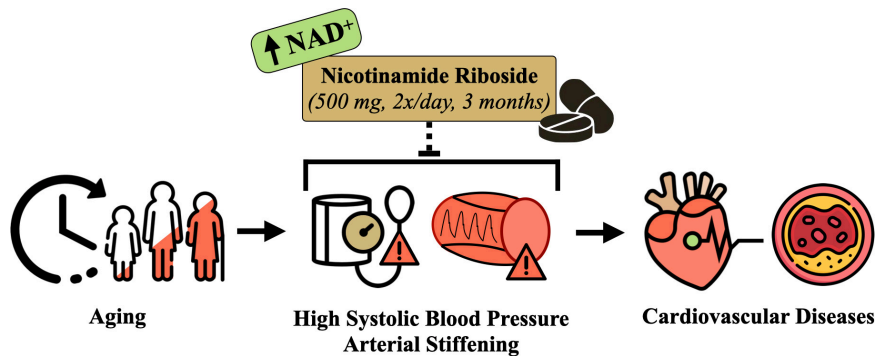 ↑ NAD⁺
Nicotinamide Riboside
(500 mg, 2x/day, 3 months)
Aging
High Systolic Blood Pressure
Arterial Stiffening
Cardiovascular Diseases